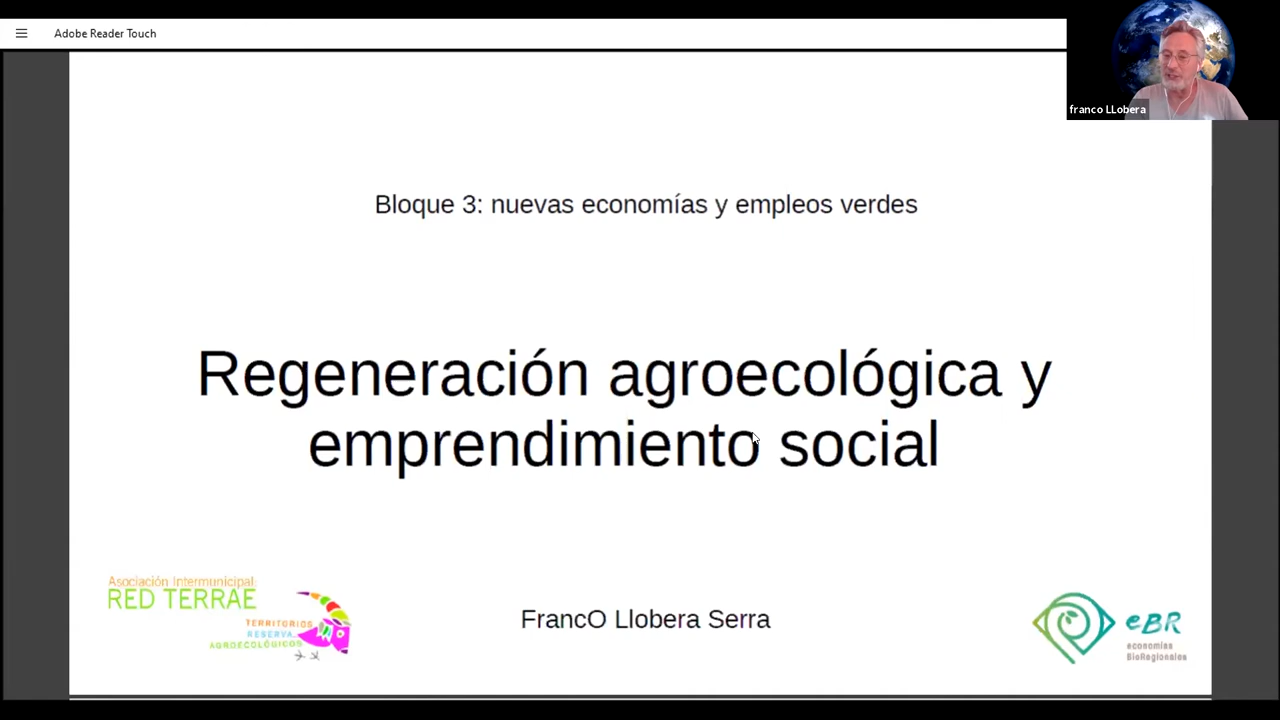 Adobe Reader Touch
franco LLobera
Bloque 3: nuevas economías y empleos verdes
Regeneración agroecológica y
emprendimiento social
Asociación Intermunicipal:
RED TERRAE
TERRITORIOS
RESERVA
AGROECOLÓGICOS
FrancO Llobera Serra
eBR
economías
BioRegionales